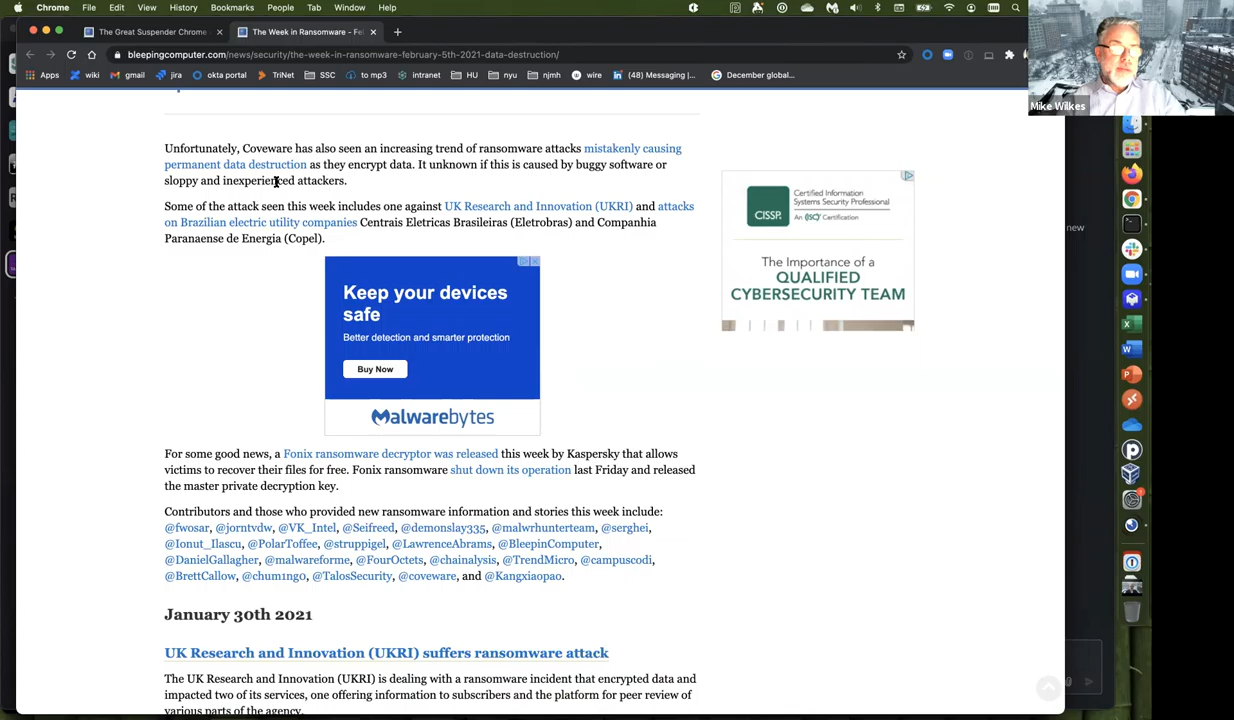 Chrome File Edit View History Bookmarks People Tab Window Help
The Great Suspender Chrome
The Week in Ransomware - Fe
bleepingcomputer.com/news/security/the-week-in-ransomware-february-5th-2021-data-destruction/
Apps wiki gmail jira okta portal TriNet SSC to mp3 intranet HU nyu njmh wire (48) Messaging |... December global...
Mike Wilkes
Unfortunately, Coveware has also seen an increasing trend of ransomware attacks mistakenly causing
permanent data destruction as they encrypt data. It unknown if this is caused by buggy software or
sloppy and inexperienced attackers.
Some of the attack seen this week includes one against UK Research and Innovation (UKRI) and attacks
on Brazilian electric utility companies Centrais Eletricas Brasileiras (Eletrobras) and Companhia
Paranaense de Energia (Copel).
new
CISSP
Certified Information
Systems Security Professional
An (ISC)² Certification
The Importance of a
QUALIFIED
CYBERSECURITY TEAM
Keep your devices
safe
Better detection and smarter protection
Buy Now
Malwarebytes
For some good news, a Fonix ransomware decryptor was released this week by Kaspersky that allows
victims to recover their files for free. Fonix ransomware shut down its operation last Friday and released
the master private decryption key.
Contributors and those who provided new ransomware information and stories this week include:
@fwosar, @jorntvdw, @VK_Intel, @Seifreed, @demonslay335, @malwrhunterteam, @serghei,
@Ionut_Ilascu, @PolarToffee, @struppigel, @LawrenceAbrams, @BleepinComputer,
@DanielGallagher, @malwareforme, @FourOctets, @chainalysis, @TrendMicro, @campuscodi,
@BrettCallow, @chum1ng0, @TalosSecurity, @coveware, and @Kangxiaopao.
January 30th 2021
UK Research and Innovation (UKRI) suffers ransomware attack
The UK Research and Innovation (UKRI) is dealing with a ransomware incident that encrypted data and
impacted two of its services, one offering information to subscribers and the platform for peer review of
various parts of the agency.